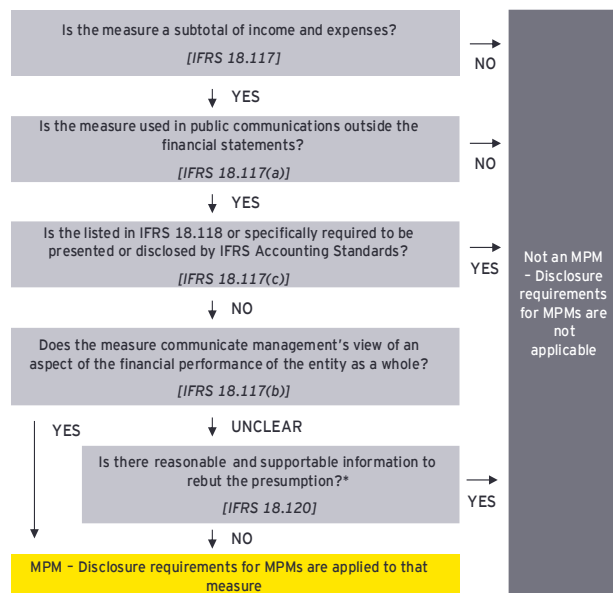 Is the measure a subtotal of income and expenses?
[IFRS 18.117]
NO
YES
Is the measure used in public communications outside the
financial statements?
[IFRS 18.117(a)]
NO
YES
Is the listed in IFRS 18.118 or specifically required to be
presented or disclosed by IFRS Accounting Standards?
[IFRS 18.117(c)]
YES
NO
Does the measure communicate management's view of an
aspect of the financial performance of the entity as a whole?
[IFRS 18.117(b)]
YES
UNCLEAR
Is there reasonable and supportable information to
rebut the presumption?*
[IFRS 18.120]
YES
NO
MPM – Disclosure requirements for MPMs are applied to that
measure
Not an MPM
– Disclosure
requirements
for MPMs are
not
applicable